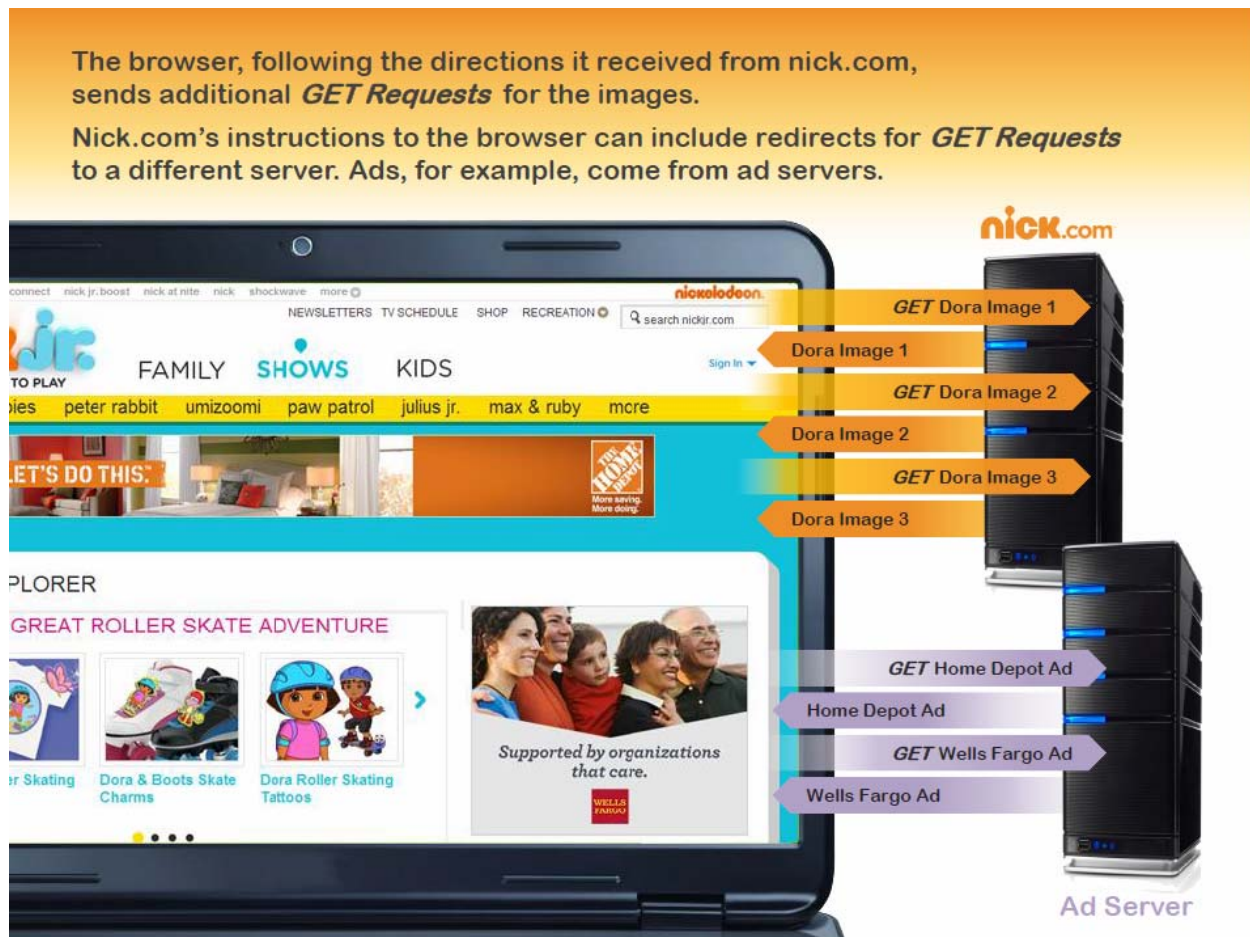 The browser, following the directions it received from nick.com,
sends additional GET Requests for the images.
Nick.com's instructions to the browser can include redirects for GET Requests
to a different server. Ads, for example, come from ad servers.
nick.com
connect nick jr. boost nick at nite nick shockwave more
nickelodeon
NEWSLETTERS TV SCHEDULE SHOP RECREATION
search nickjr.com
jr.
TO PLAY
FAMILY SHOWS KIDS
Sign In
peter rabbit umizoomi paw patrol julius jr. max & ruby more
LET'S DO THIS.™
THE
HOME
DEPOT
More saving.
More doing.
PLORER
GREAT ROLLER SKATE ADVENTURE
er Skating
Dora & Boots Skate
Charms
Dora Roller Skating
Tattoos
Supported by organizations
that care.
WELLS
FARGO
GET Dora Image 1
Dora Image 1
GET Dora Image 2
Dora Image 2
GET Dora Image 3
Dora Image 3
GET Home Depot Ad
Home Depot Ad
GET Wells Fargo Ad
Wells Fargo Ad
Ad Server